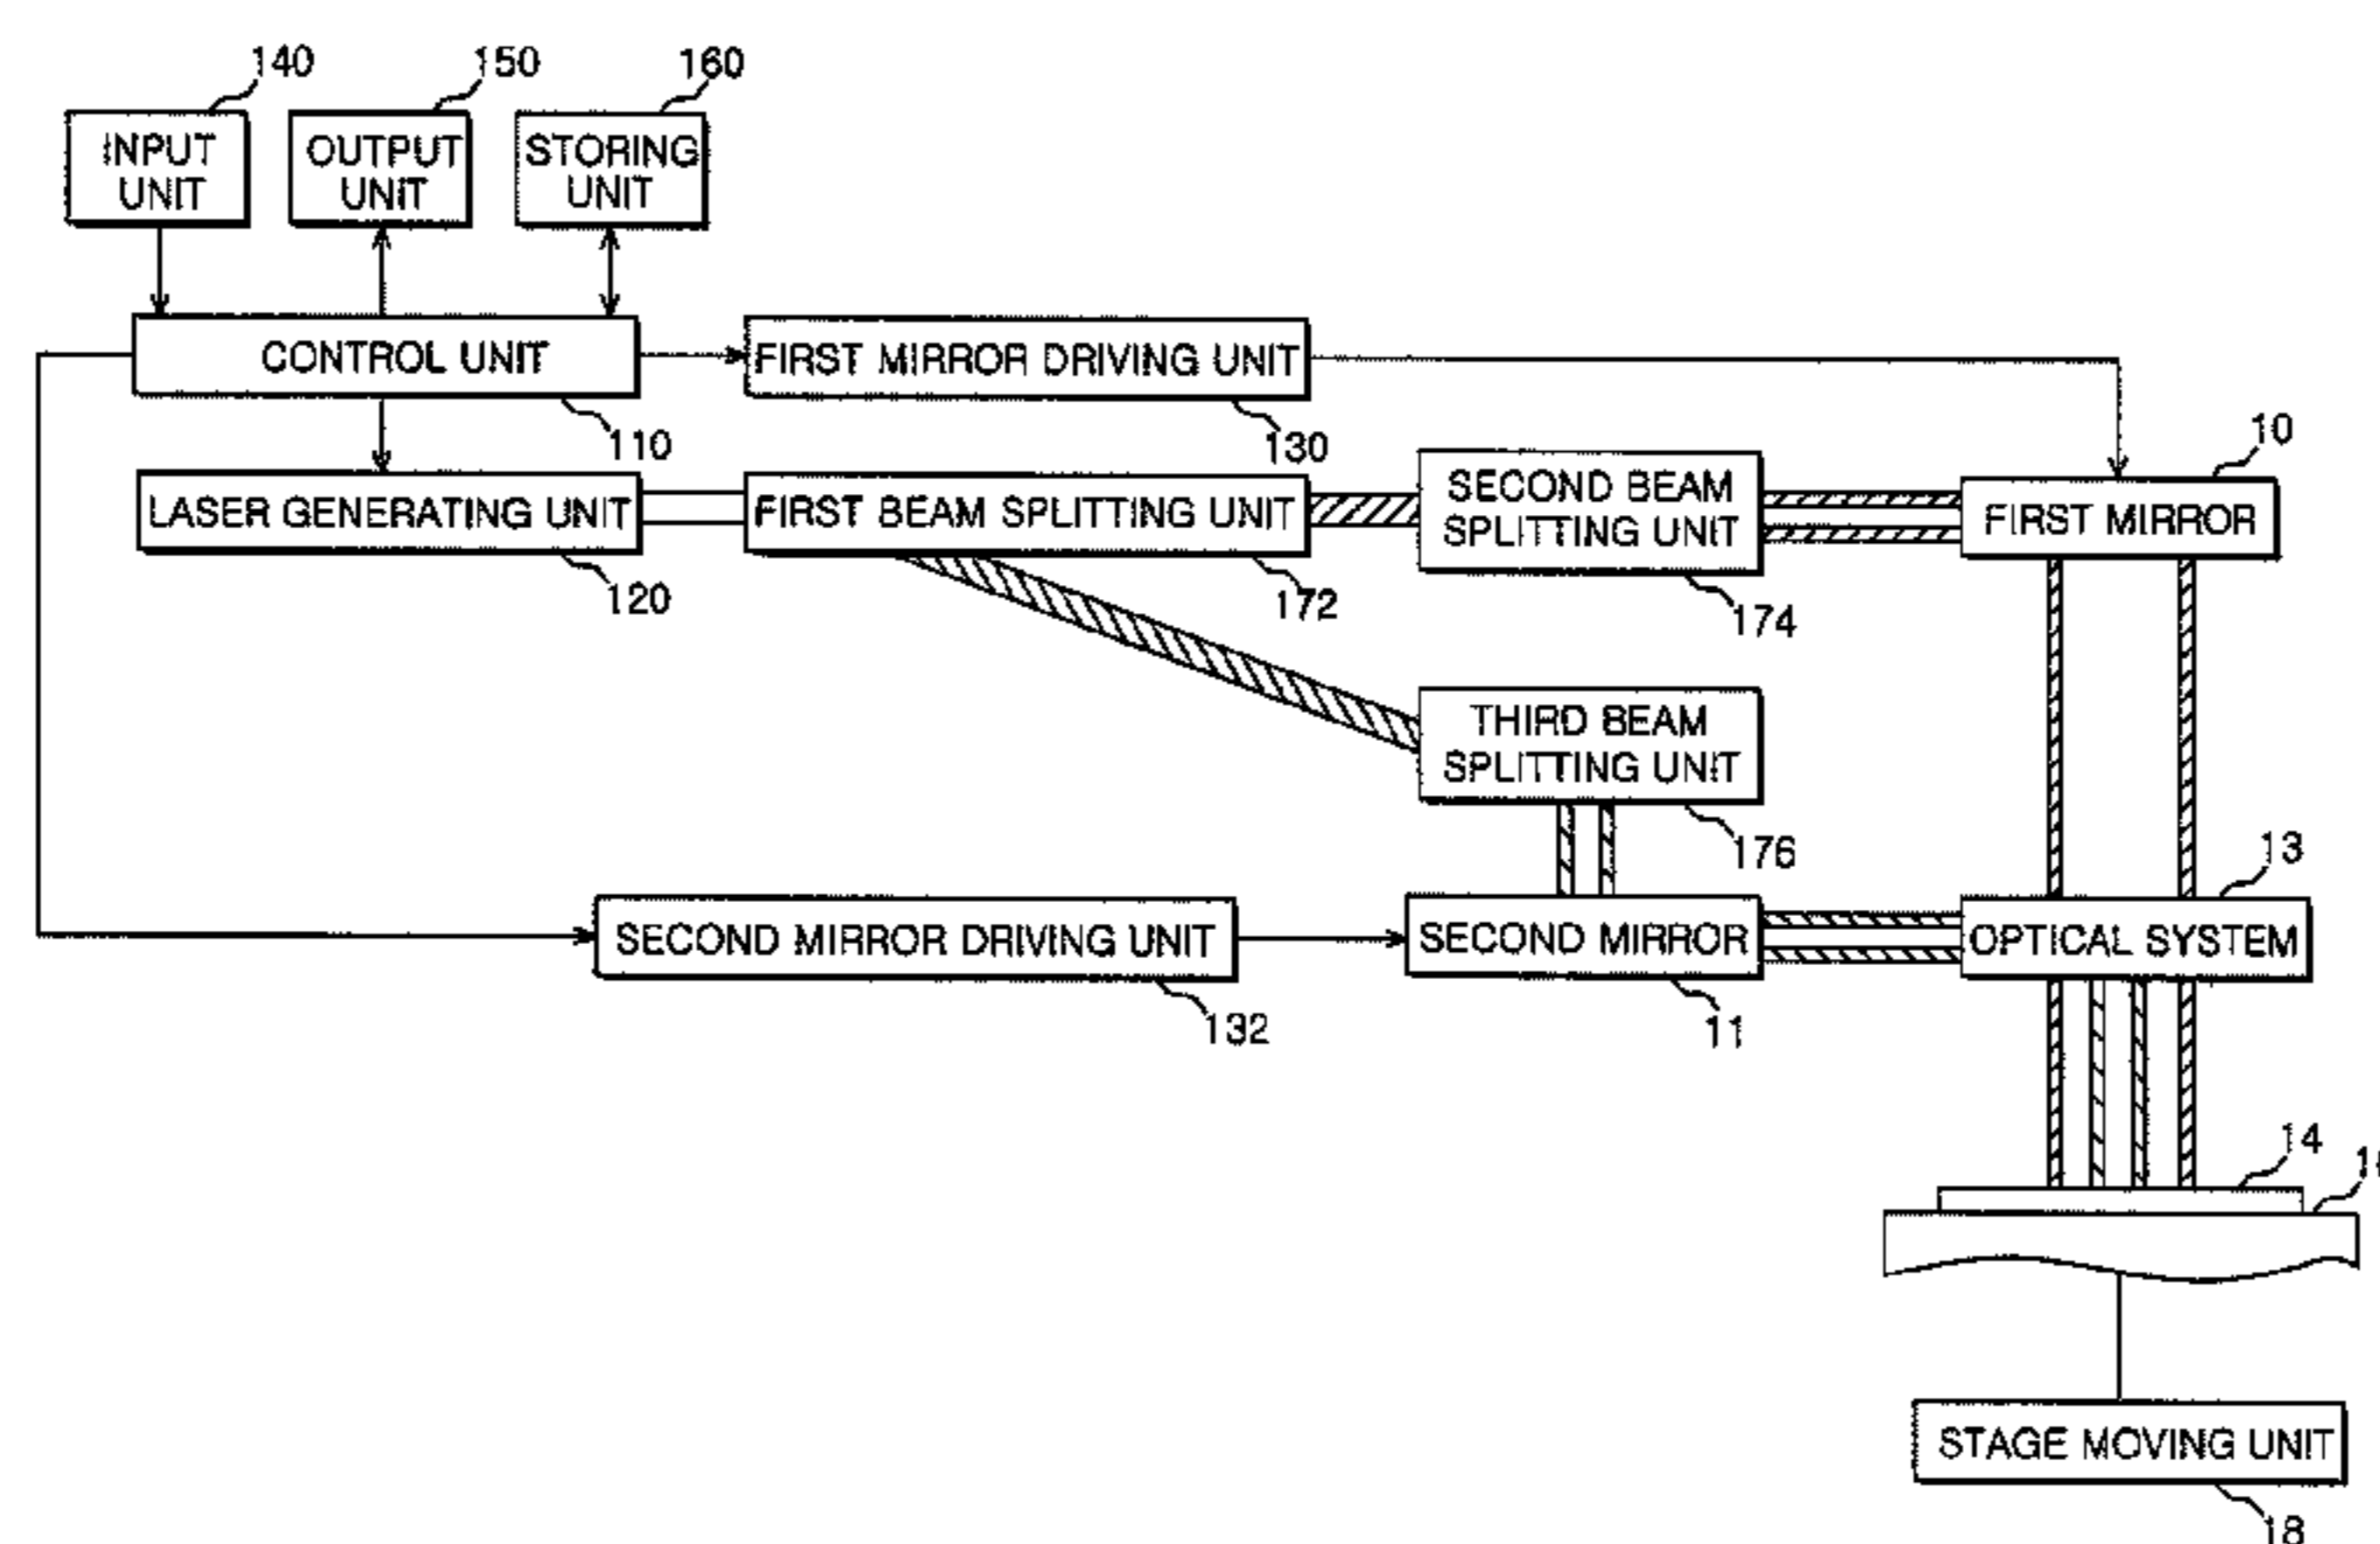 140
150
160
INPUT
UNIT
OUTPUT
UNIT
STORING
UNIT
CONTROL UNIT
FIRST MIRROR DRIVING UNIT
110
130
10
LASER GENERATING UNIT
FIRST BEAM SPLITTING UNIT
SECOND BEAM
SPLITTING UNIT
FIRST MIRROR
120
172
174
THIRD BEAM
SPLITTING UNIT
176
13
SECOND MIRROR DRIVING UNIT
SECOND MIRROR
OPTICAL SYSTEM
132
11
14
STAGE MOVING UNIT
18